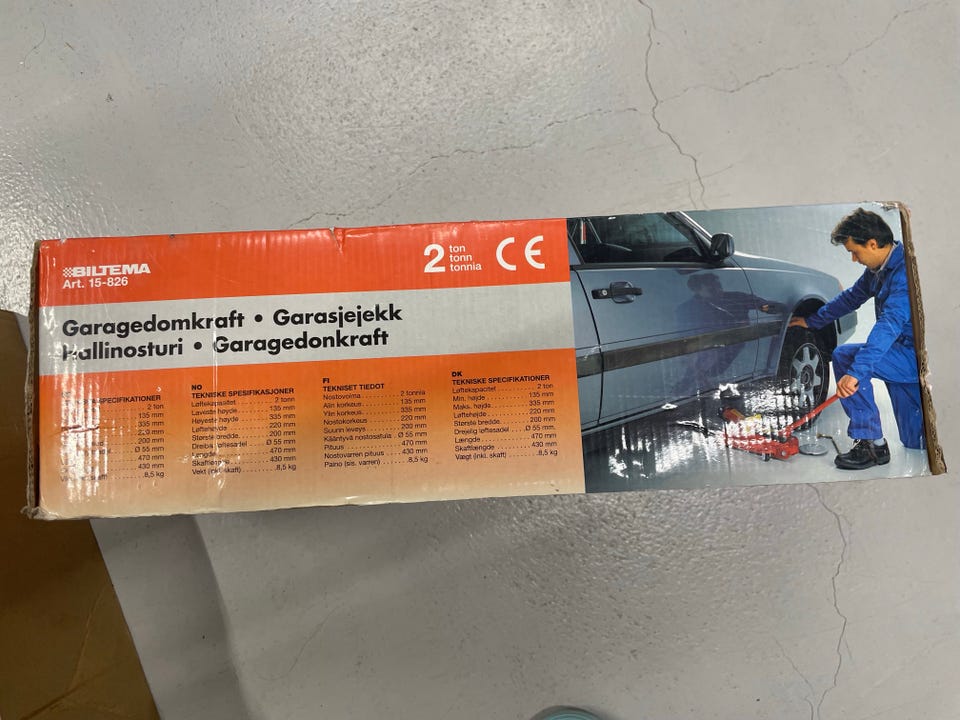 BILTEMA
Art. 15-826
2 ton
tonn
tonnia
CE
Garagedomkraft • Garasjejekk
Hallinosturi • Garagedonkraft
2 ton
135 mm
335 mm
200 mm
Ø 55 mm
470 mm
430 mm
8,5 kg
NO
TEKNISKE SPESIFIKASJONER
Løftekapasitet 2 tonn
Laveste høyde 135 mm
Høyeste høyde 335 mm
Løftehøyde 220 mm
Største bredde. 200 mm
Dreibar løftesadel Ø 55 mm
Lengde 470 mm
Skaftlengde 430 mm
Vekt (inkl. skaft) 8,5 kg
FI
TEKNISET TIEDOT
Nostovoima 2 tonnia
Alin korkeus 135 mm
Ylin korkeus 335 mm
Nostokorkeus 220 mm
Suurin leveys 200 mm
Kääntyvä nostosatula Ø 55 mm
Pituus 470 mm
Nostovarren pituus 430 mm
Paino (sis. varren) 8,5 kg
DK
TEKNISKE SPECIFIKATIONER
Løftekapacitet 2 ton
Min. højde 135 mm
Maks. højde 335 mm
Løftehøjde 220 mm
Største bredde. 200 mm
Drejelig løftesadel Ø 55 mm.
Længde 470 mm
Skaftlængde 430 mm
Vægt (inkl. skaft) 8,5 kg